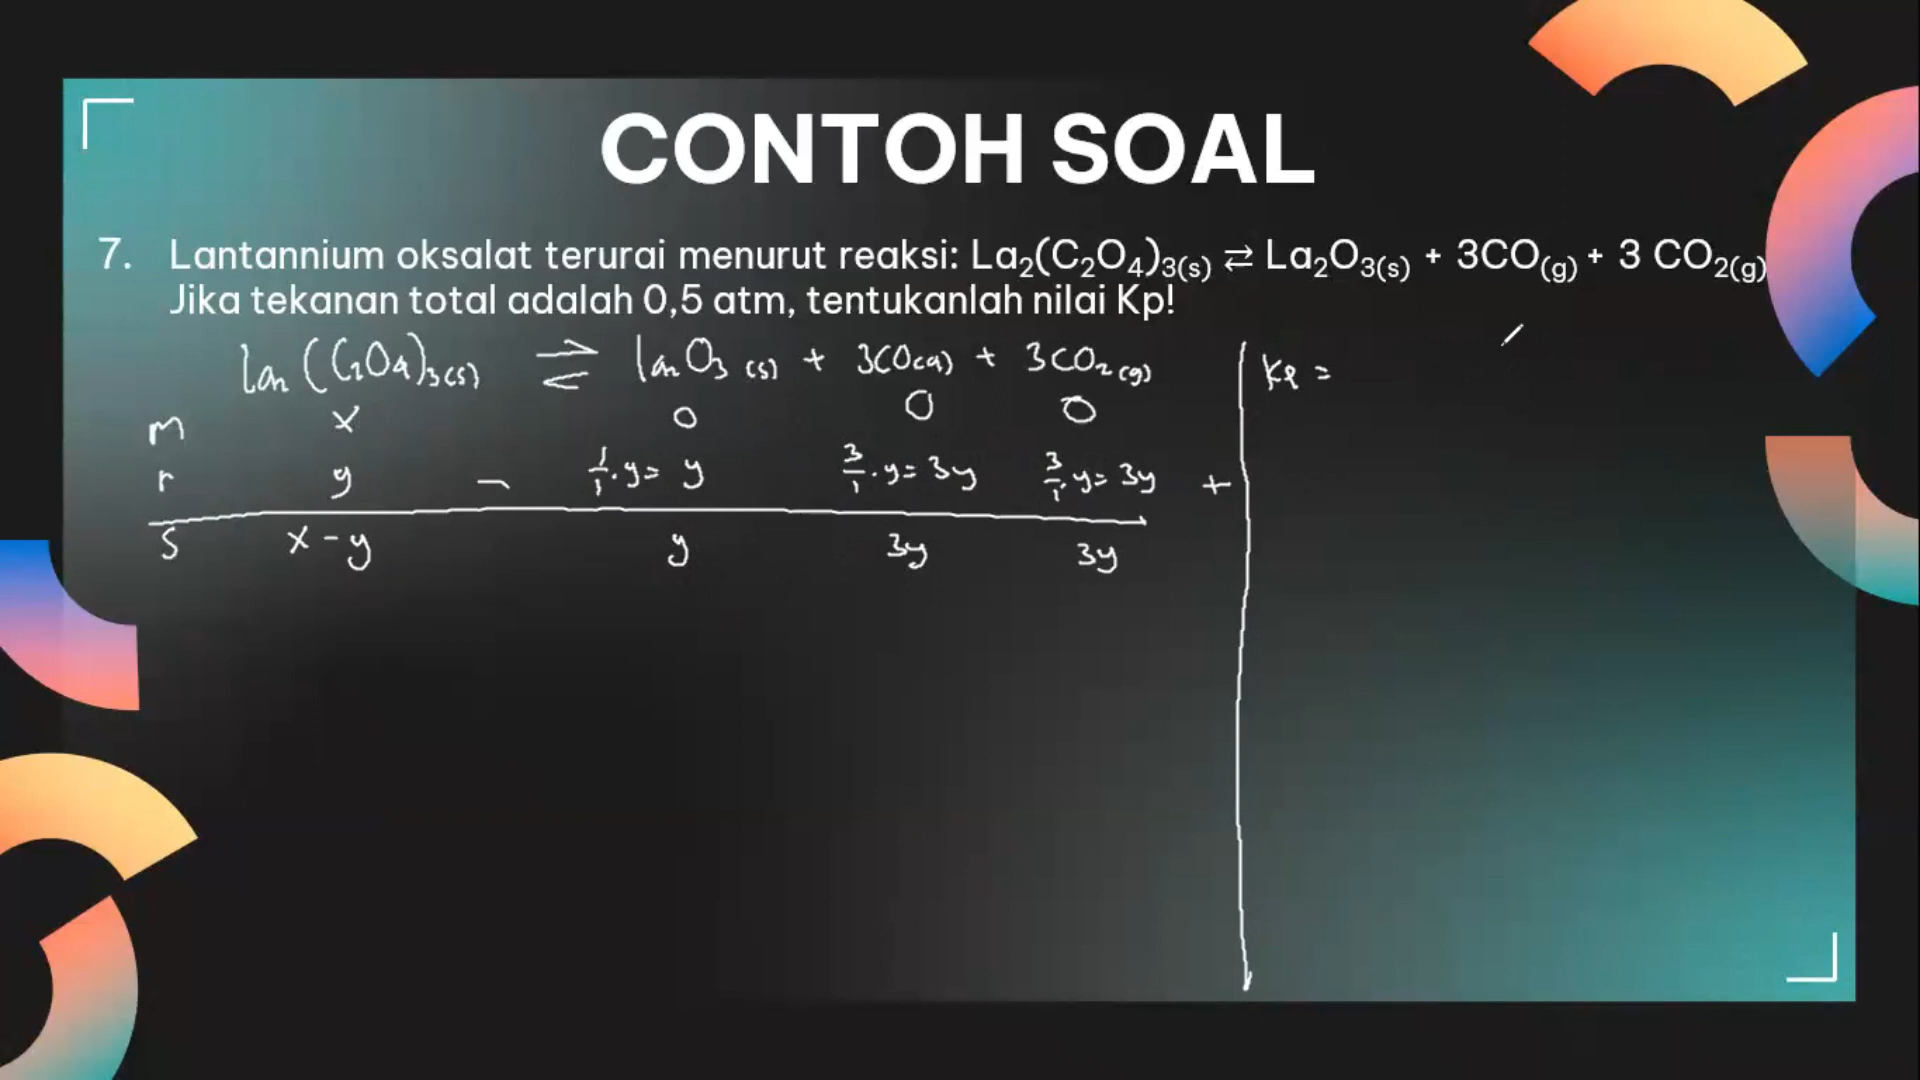 CONTOH SOAL
7. Lantannium oksalat terurai menurut reaksi: La₂(C₂O₄)₃(s) ⇄ La₂O₃(s) + 3CO(g) + 3 CO₂(g)
Jika tekanan total adalah 0,5 atm, tentukanlah nilai Kp!
La₂(C₂O₄)₃(s) ⇌ La₂O₃(s) + 3CO(g) + 3CO₂(g)
Kp =
m x 0 0 0
r y - 1/1 . y = y 3/1 . y = 3y 3/1 . y = 3y +
s x - y y 3y 3y